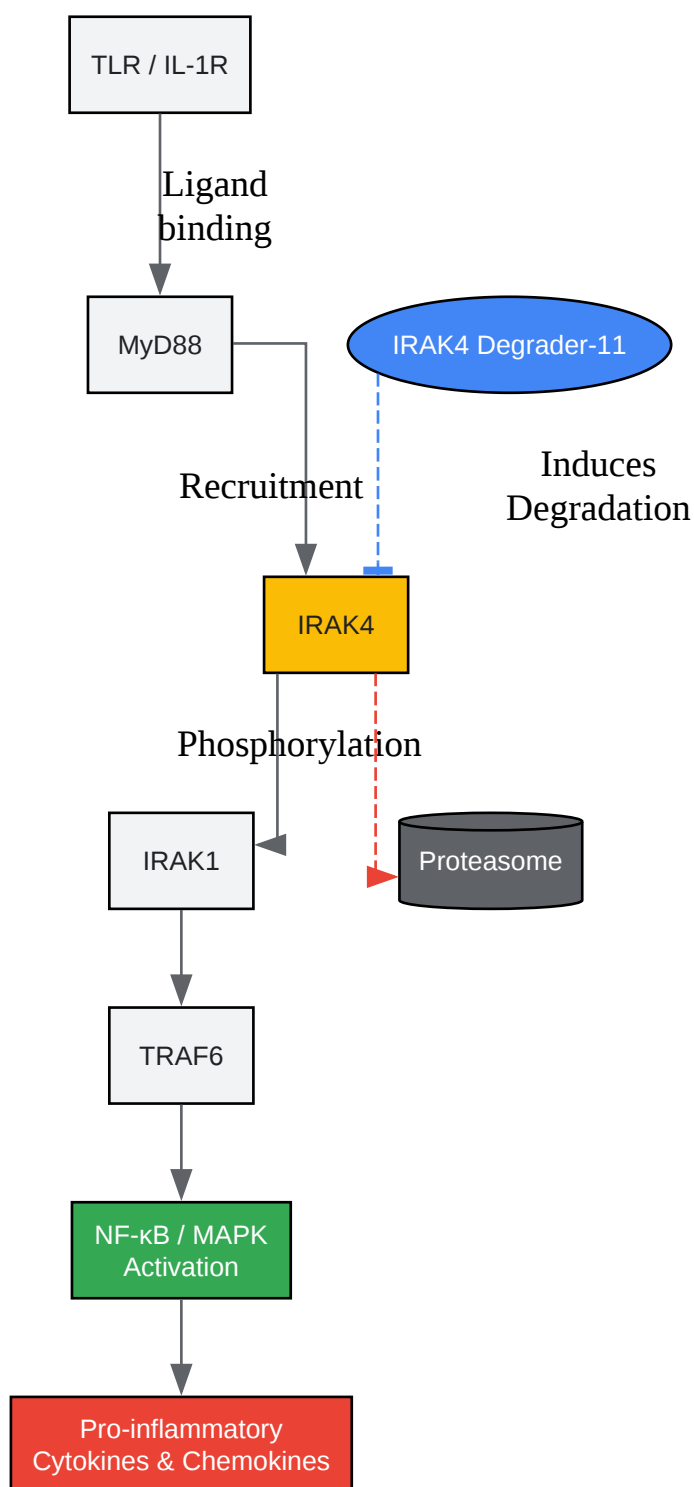 TLR / IL-1R
Ligand
binding
MyD88
IRAK4 Degrader-11
Induces
Degradation
Recruitment
IRAK4
Phosphorylation
IRAK1
Proteasome
TRAF6
NF-κB / MAPK
Activation
Pro-inflammatory
Cytokines & Chemokines